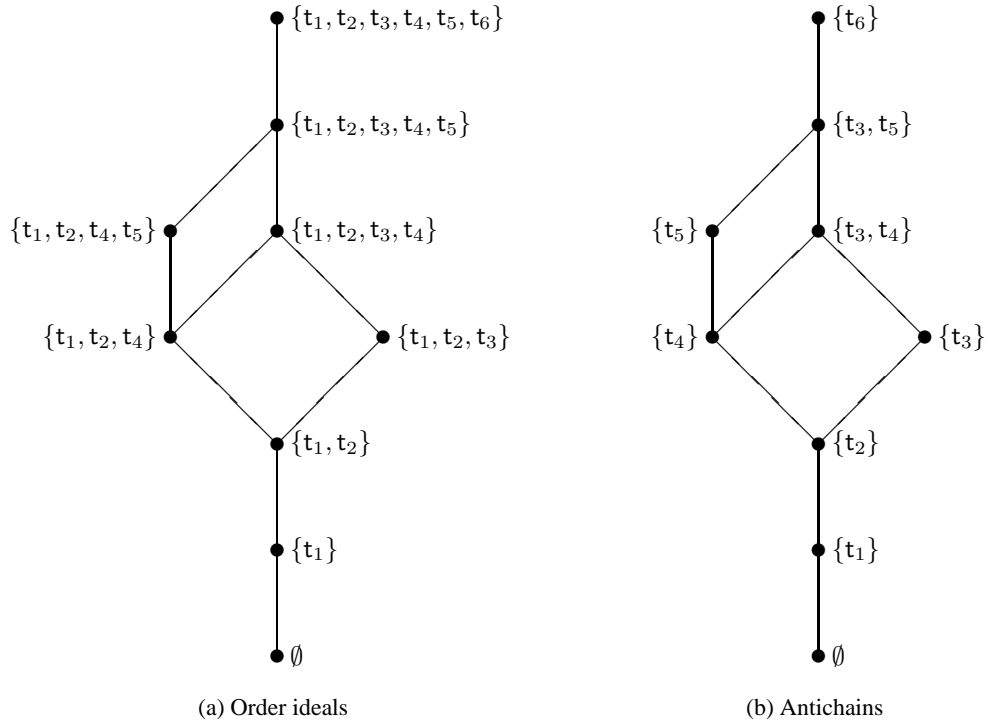 {t₁, t₂, t₃, t₄, t₅, t₆}
{t₁, t₂, t₃, t₄, t₅}
{t₁, t₂, t₄, t₅}
{t₁, t₂, t₃, t₄}
{t₁, t₂, t₄}
{t₁, t₂, t₃}
{t₁, t₂}
{t₁}
∅
(a) Order ideals
{t₆}
{t₃, t₅}
{t₅}
{t₃, t₄}
{t₄}
{t₃}
{t₂}
{t₁}
∅
(b) Antichains